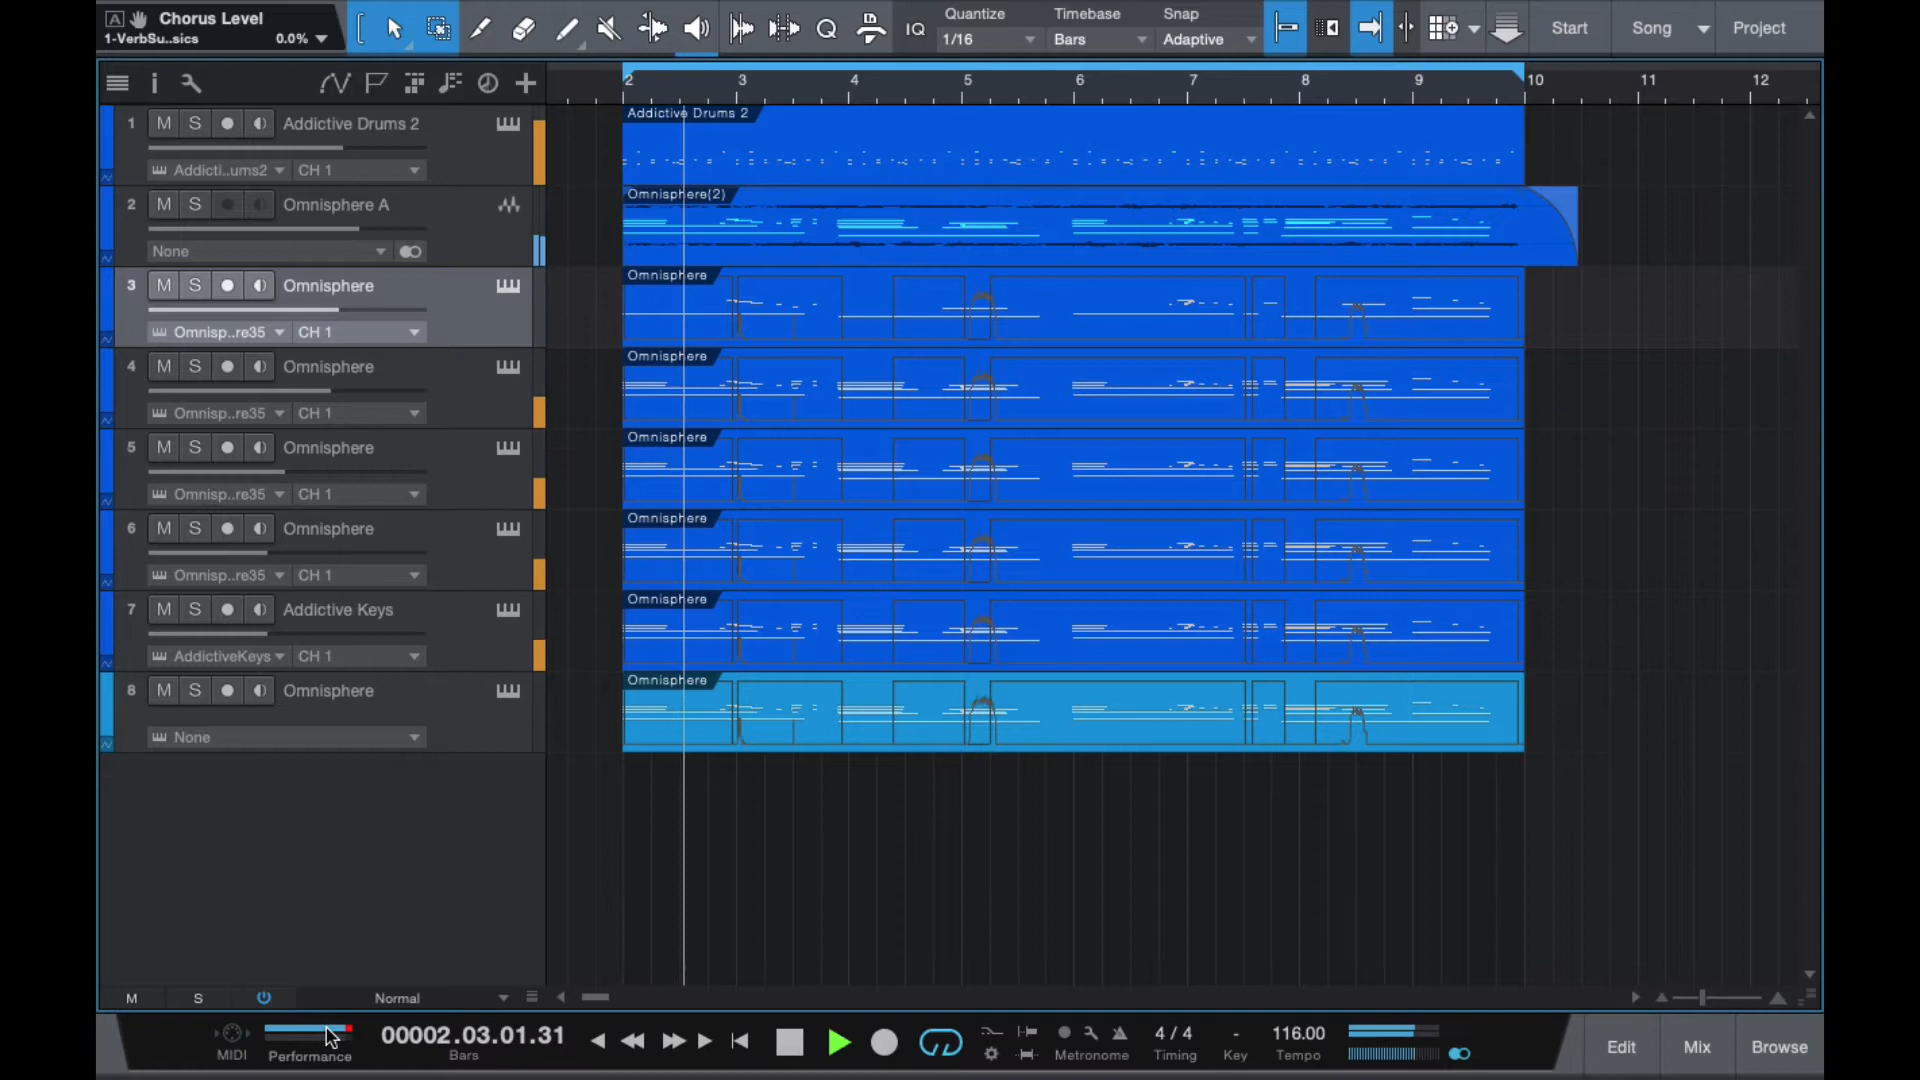 A Chorus Level
1-VerbSu..sics 0.0%
IQ
Quantize
1/16
Timebase
Bars
Snap
Adaptive
Start
Song
Project
2 3 4 5 6 7 8 9 10 11 12
1 M S Addictive Drums 2
Addicti..ums2 CH 1
Addictive Drums 2
2 M S Omnisphere A
None
Omnisphere(2)
3 M S Omnisphere
Omnisp..re35 CH 1
Omnisphere
4 M S Omnisphere
Omnisp..re35 CH 1
Omnisphere
5 M S Omnisphere
Omnisp..re35 CH 1
Omnisphere
6 M S Omnisphere
Omnisp..re35 CH 1
Omnisphere
7 M S Addictive Keys
AddictiveKeys CH 1
Omnisphere
8 M S Omnisphere
None
Omnisphere
M S Normal
MIDI
Performance
00002.03.01.31
Bars
Metronome
4 / 4
Timing
-
Key
116.00
Tempo
Edit
Mix
Browse